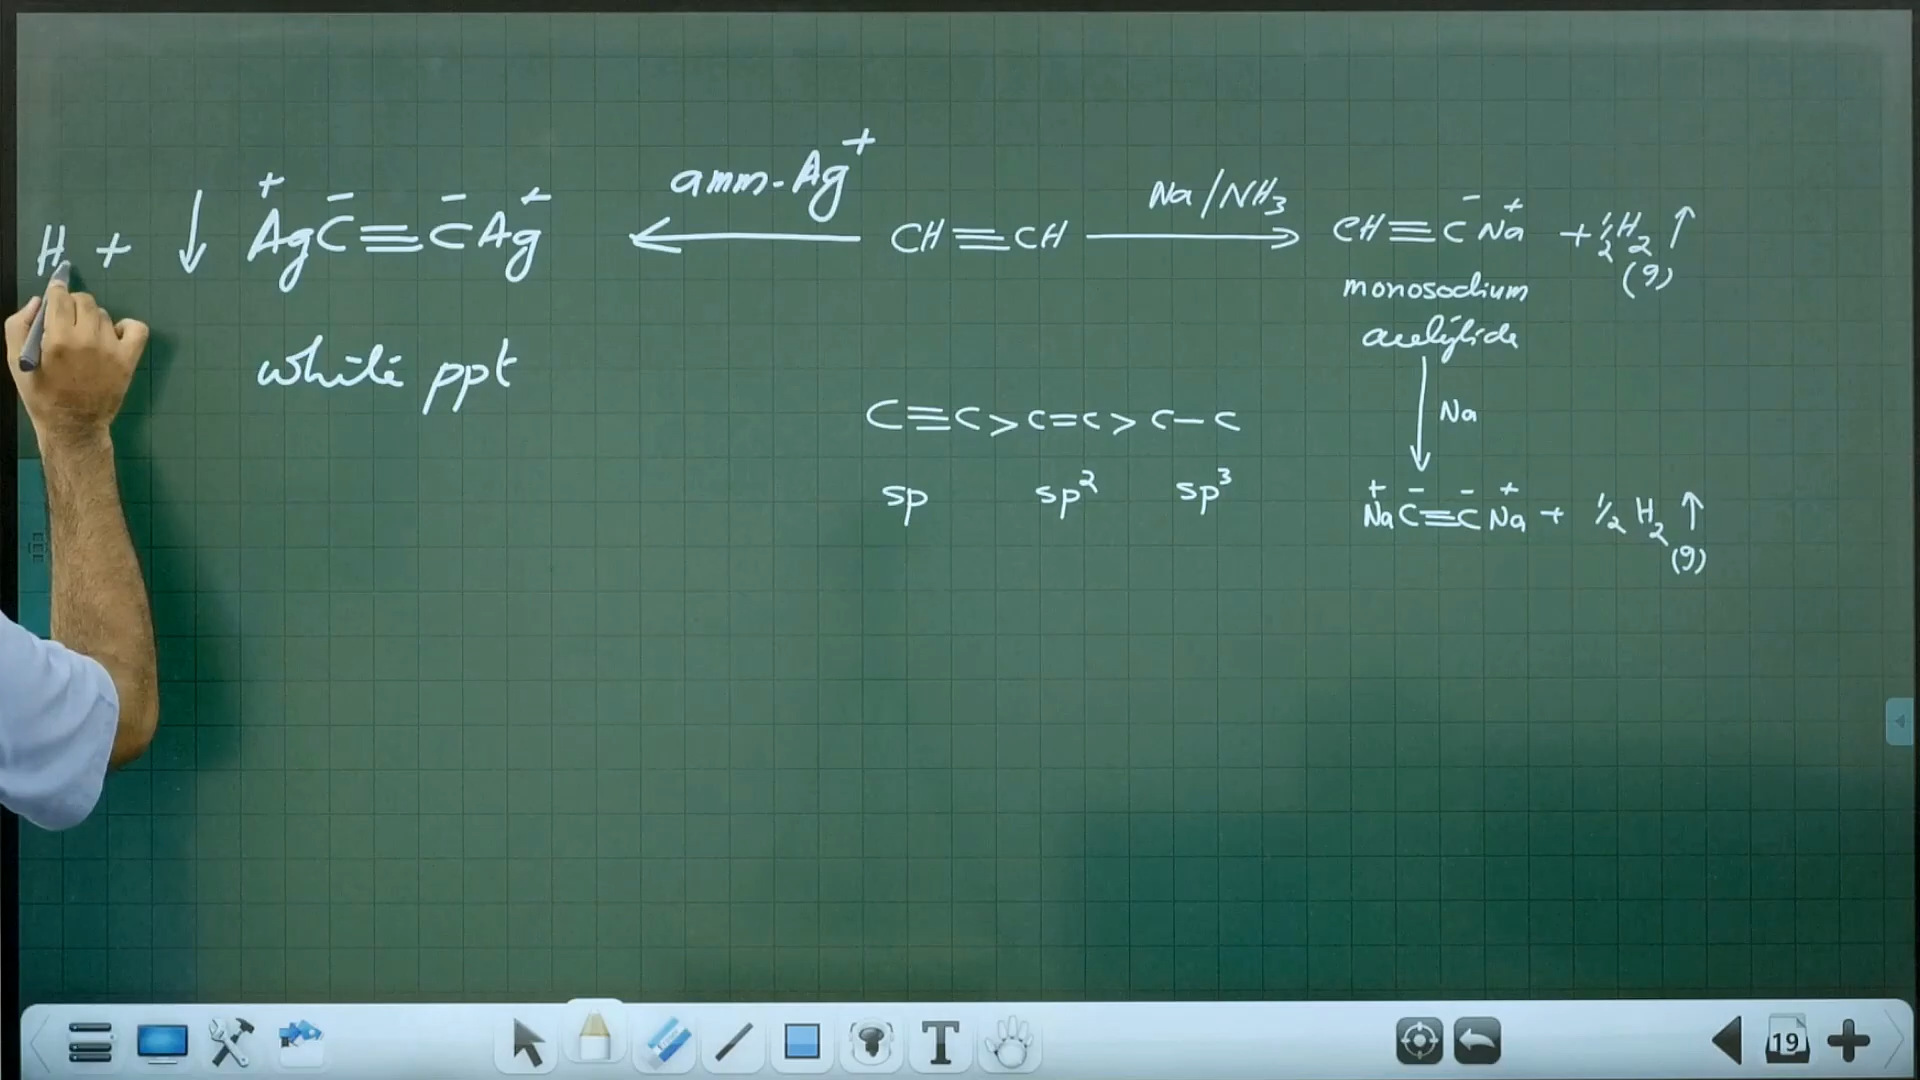 H + ↓ Ag⁺C⁻≡C⁻Ag⁺ ← amm-Ag⁺ CH≡CH Na/NH₃ → CH≡C⁻Na⁺ + ½H₂↑
(g)
white ppt
monosodium
acetylide
C≡C > C=C > C–C
sp sp² sp³
↓ Na
Na⁺C⁻≡C⁻Na⁺ + ½ H₂↑
(g)
T
19